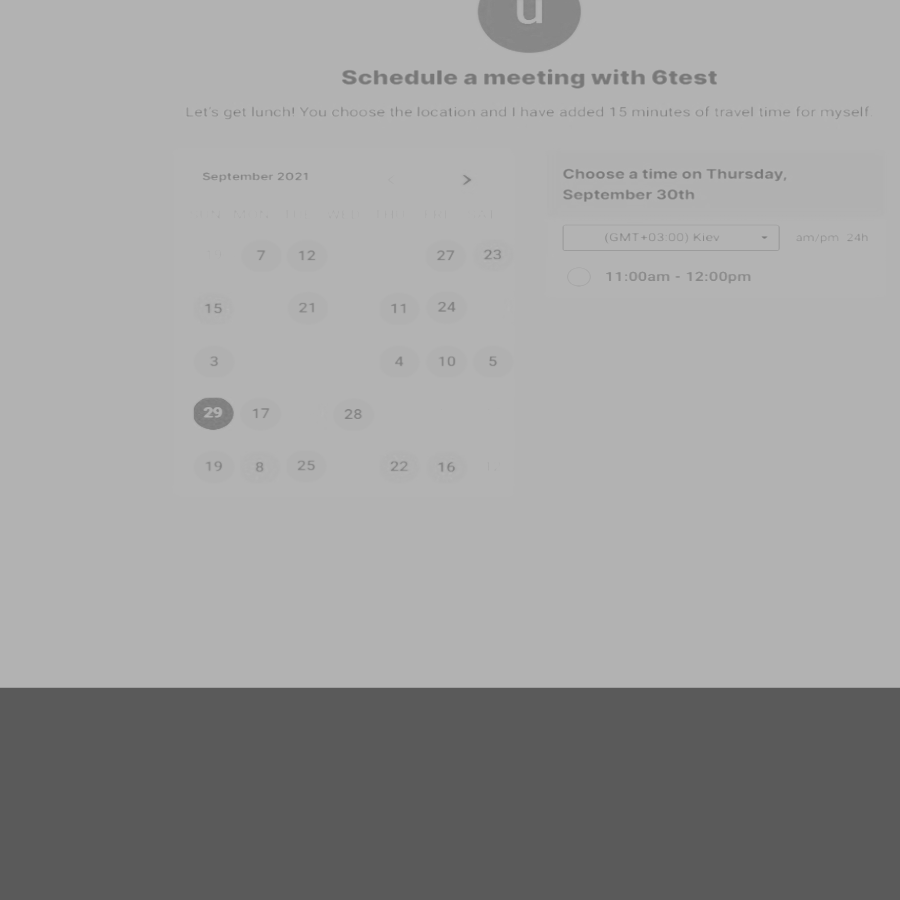 u
Schedule a meeting with 6test
Let's get lunch! You choose the location and I have added 15 minutes of travel time for myself
September 2021
7 12 27 23
15 21 11 24
3 4 10 5
29 17 28
19 8 25 22 16
Choose a time on Thursday,
September 30th
(GMT+03:00) Kiev am/pm 24h
11:00am - 12:00pm